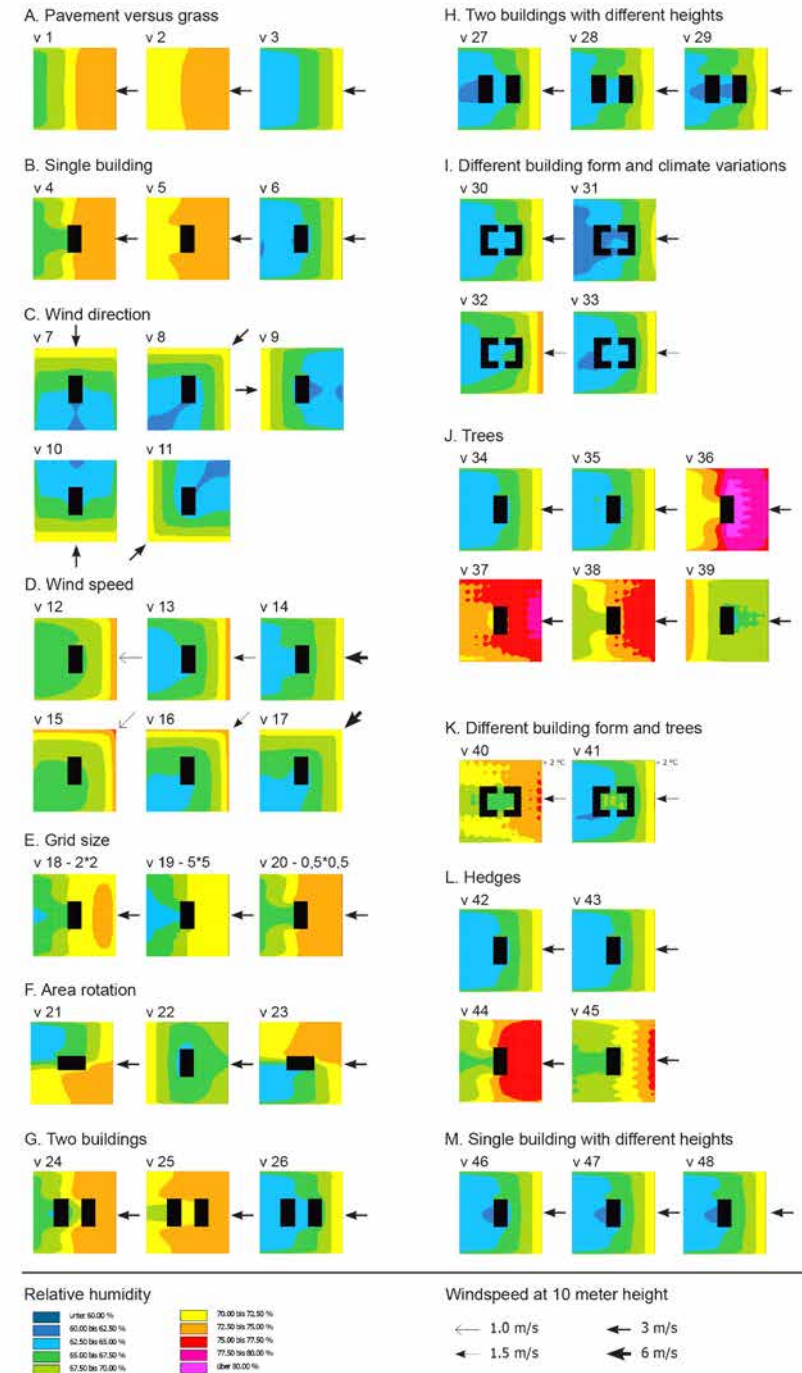 A. Pavement versus grass
v 1 v 2 v 3
B. Single building
v 4 v 5 v 6
C. Wind direction
v 7 v 8 v 9
v 10 v 11
D. Wind speed
v 12 v 13 v 14
v 15 v 16 v 17
E. Grid size
v 18 - 2*2 v 19 - 5*5 v 20 - 0,5*0,5
F. Area rotation
v 21 v 22 v 23
G. Two buildings
v 24 v 25 v 26
H. Two buildings with different heights
v 27 v 28 v 29
I. Different building form and climate variations
v 30 v 31
v 32 v 33
J. Trees
v 34 v 35 v 36
v 37 v 38 v 39
K. Different building form and trees
v 40 + 2 °C v 41 + 2 °C
L. Hedges
v 42 v 43
v 44 v 45
M. Single building with different heights
v 46 v 47 v 48
Relative humidity
unter 60.00 %
60.00 bis 62.50 %
62.50 bis 65.00 %
65.00 bis 67.50 %
67.50 bis 70.00 %
70.00 bis 72.50 %
72.50 bis 75.00 %
75.00 bis 77.50 %
77.50 bis 80.00 %
über 80.00 %
Windspeed at 10 meter height
1.0 m/s 3 m/s
1.5 m/s 6 m/s